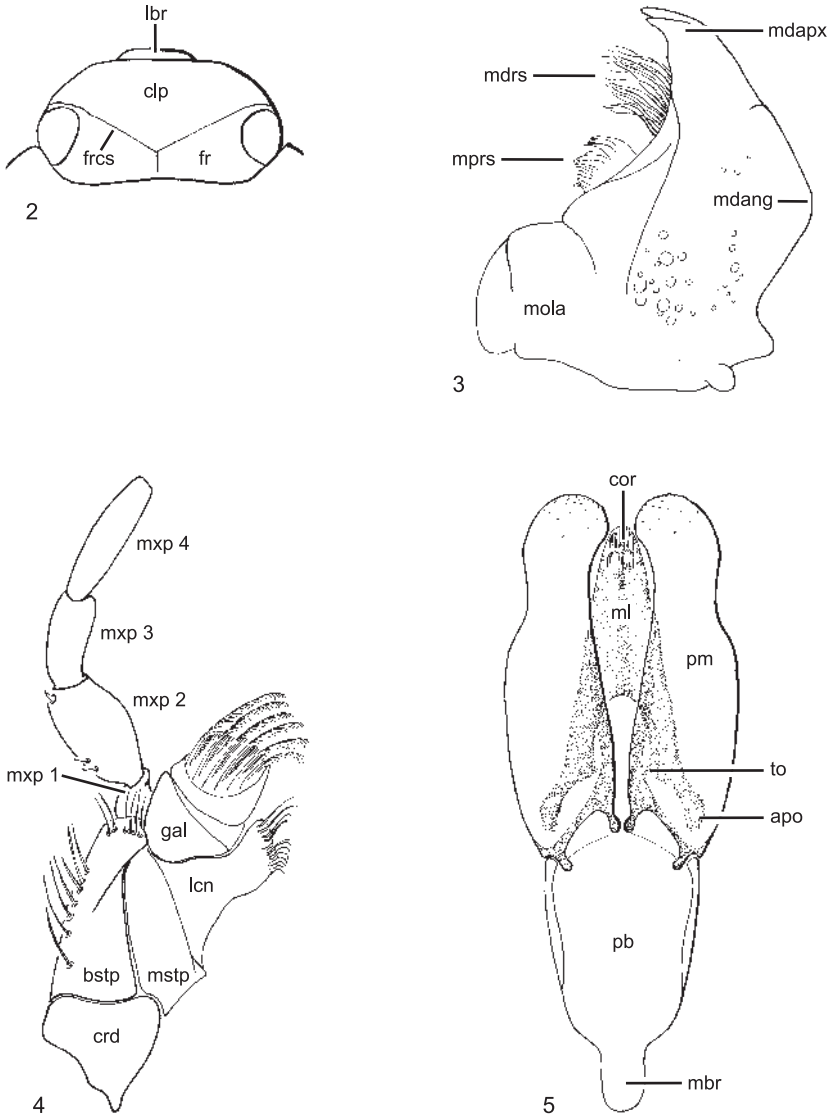 lbr
clp
frcs
fr
2
mdapx
mdrs
mprs
mdang
mola
3
mxp 4
mxp 3
mxp 2
mxp 1
gal
lcn
bstp
mstp
crd
4
cor
ml
pm
to
apo
pb
mbr
5